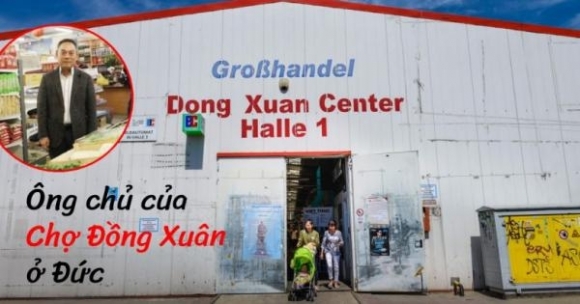 Großhandel
Dong Xuan Center
Halle 1
Ông chủ của
Chợ Đồng Xuân
ở Đức